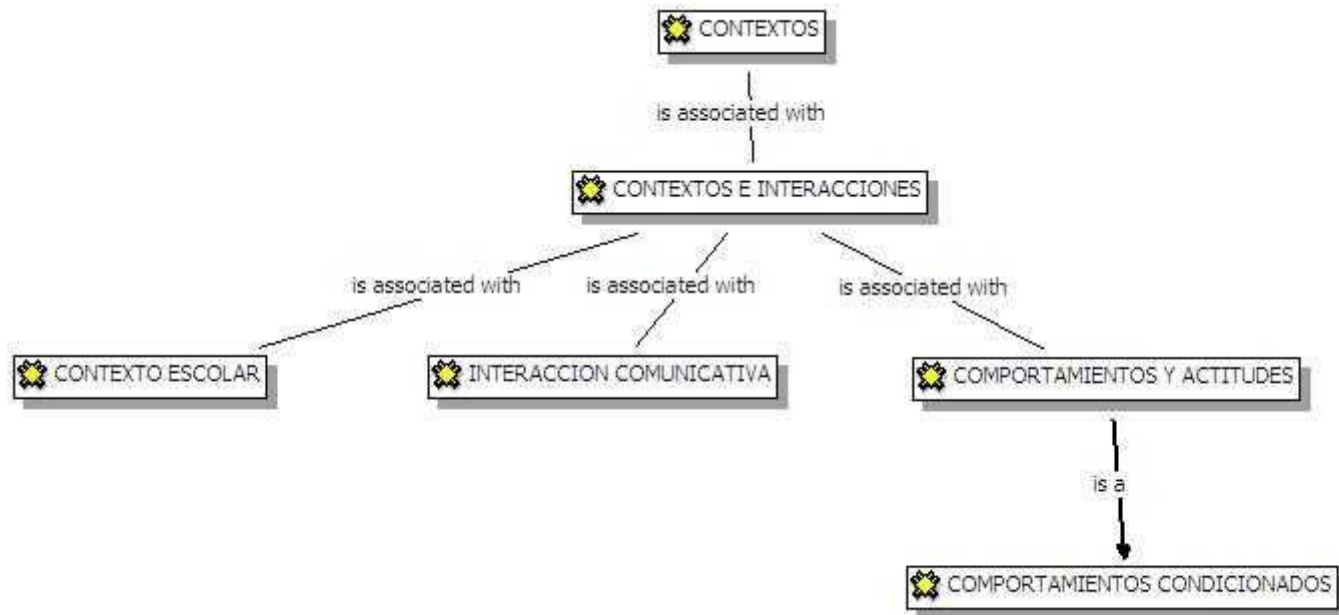 CONTEXTOS
is associated with
CONTEXTOS E INTERACCIONES
is associated with
is associated with
is associated with
CONTEXTO ESCOLAR
INTERACCION COMUNICATIVA
COMPORTAMIENTOS Y ACTITUDES
is a
COMPORTAMIENTOS CONDICIONADOS